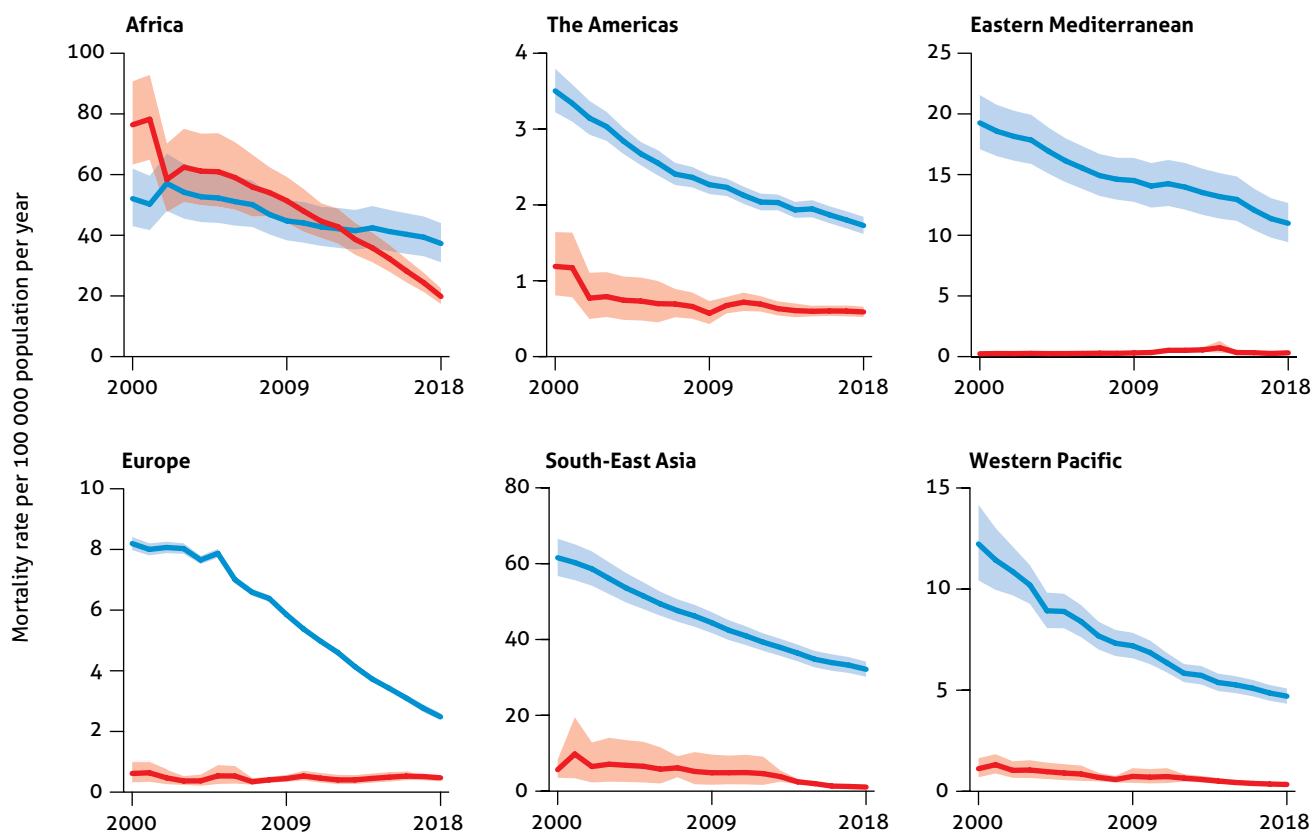 Mortality rate per 100 000 population per year
Africa
100
80
60
40
20
0
2000 2009 2018
The Americas
4
3
2
1
0
2000 2009 2018
Eastern Mediterranean
25
20
15
10
5
0
2000 2009 2018
Europe
10
8
6
4
2
0
2000 2009 2018
South-East Asia
80
60
40
20
0
2000 2009 2018
Western Pacific
15
10
5
0
2000 2009 2018